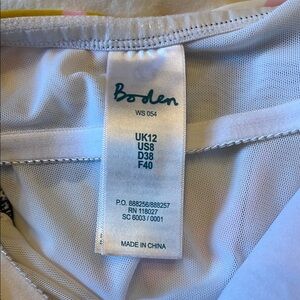 Boden
WS 054
UK12
US8
D38
F40
P.O. 888256/888257
RN 118027
SC 6003 / 0001
MADE IN CHINA